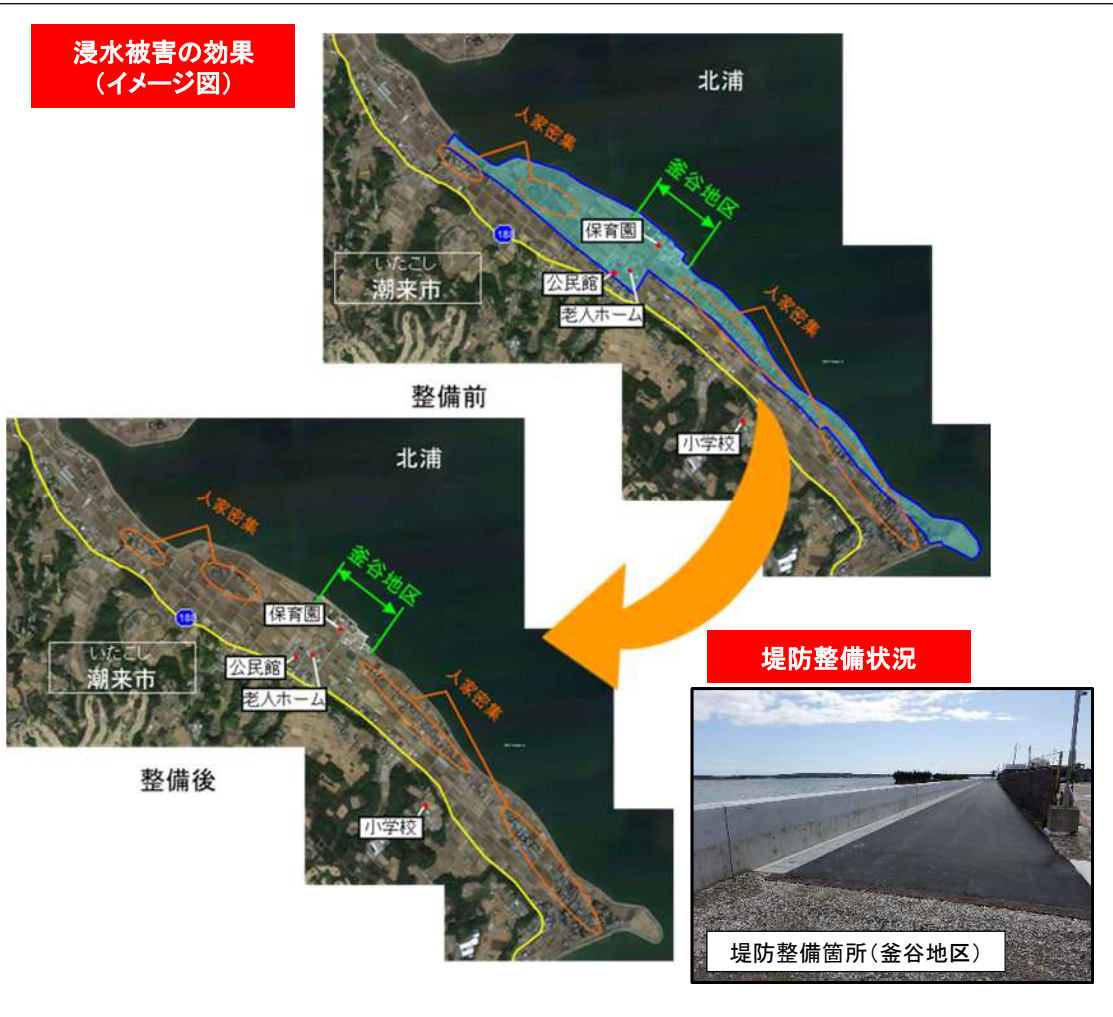 浸水被害の効果
（イメージ図）
北浦
人家密集
釜谷地区
保育園
188
いたこし
潮来市
公民館
老人ホーム
人家密集
小学校
整備前
北浦
人家密集
釜谷地区
保育園
188
いたこし
潮来市
公民館
老人ホーム
人家密集
小学校
整備後
堤防整備状況
堤防整備箇所（釜谷地区）